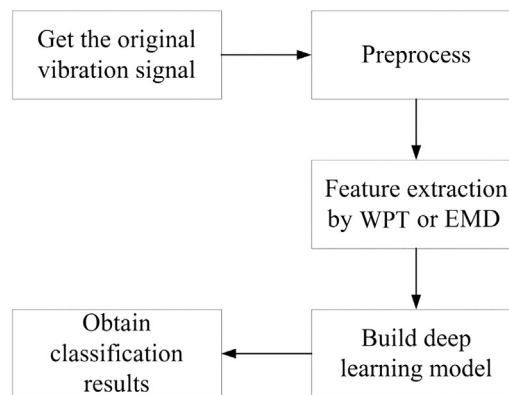 Get the original
vibration signal
Preprocess
Feature extraction
by WPT or EMD
Build deep
learning model
Obtain
classification
results